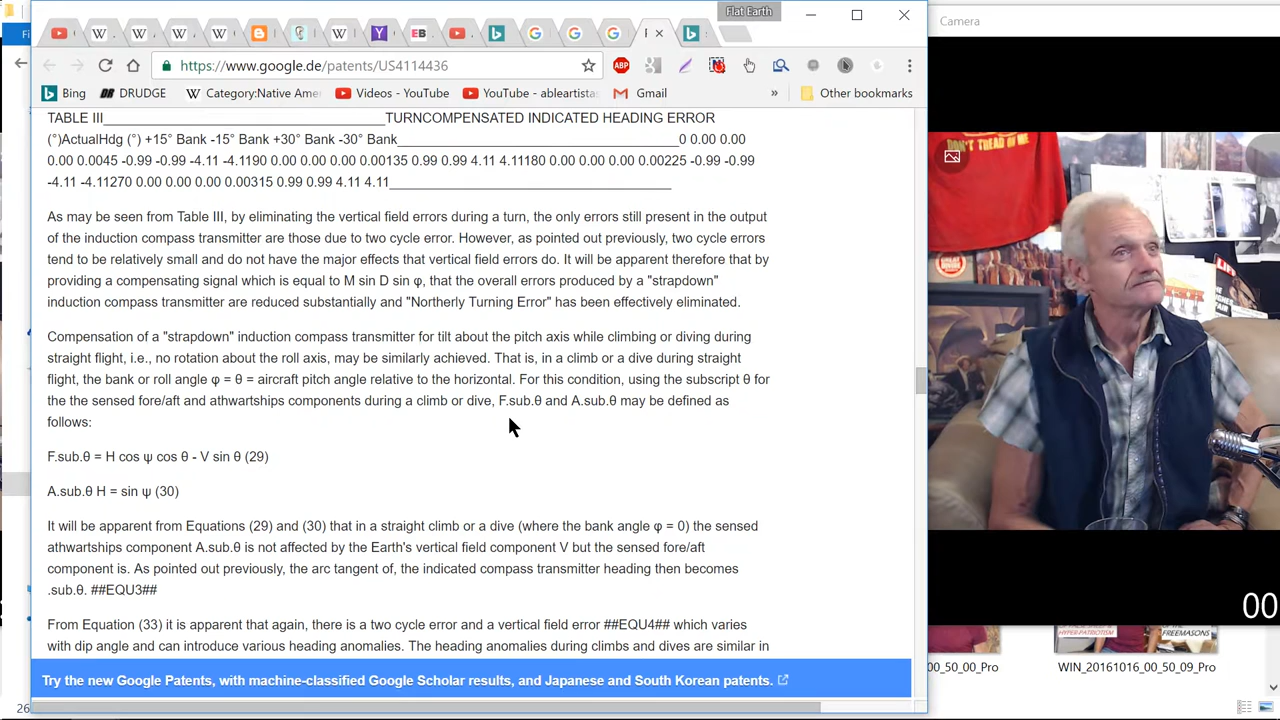 Flat Earth
Camera
https://www.google.de/patents/US4114436
Bing DRUDGE Category:Native Amer Videos - YouTube YouTube - ableartista Gmail » Other bookmarks
TABLE III______________________________________TURNCOMPENSATED INDICATED HEADING ERROR
(°)ActualHdg (°) +15° Bank -15° Bank +30° Bank -30° Bank______________________________________0 0.00 0.00
0.00 0.0045 -0.99 -0.99 -4.11 -4.1190 0.00 0.00 0.00 0.00135 0.99 0.99 4.11 4.11180 0.00 0.00 0.00 0.00225 -0.99 -0.99
-4.11 -4.11270 0.00 0.00 0.00 0.00315 0.99 0.99 4.11 4.11______________________________________
As may be seen from Table III, by eliminating the vertical field errors during a turn, the only errors still present in the output
of the induction compass transmitter are those due to two cycle error. However, as pointed out previously, two cycle errors
tend to be relatively small and do not have the major effects that vertical field errors do. It will be apparent therefore that by
providing a compensating signal which is equal to M sin D sin φ, that the overall errors produced by a "strapdown"
induction compass transmitter are reduced substantially and "Northerly Turning Error" has been effectively eliminated.
Compensation of a "strapdown" induction compass transmitter for tilt about the pitch axis while climbing or diving during
straight flight, i.e., no rotation about the roll axis, may be similarly achieved. That is, in a climb or a dive during straight
flight, the bank or roll angle φ = θ = aircraft pitch angle relative to the horizontal. For this condition, using the subscript θ for
the the sensed fore/aft and athwartships components during a climb or dive, F.sub.θ and A.sub.θ may be defined as
follows:
F.sub.θ = H cos ψ cos θ - V sin θ (29)
A.sub.θ H = sin ψ (30)
It will be apparent from Equations (29) and (30) that in a straight climb or a dive (where the bank angle φ = 0) the sensed
athwartships component A.sub.θ is not affected by the Earth's vertical field component V but the sensed fore/aft
component is. As pointed out previously, the arc tangent of, the indicated compass transmitter heading then becomes
.sub.θ. ##EQU3##
From Equation (33) it is apparent that again, there is a two cycle error and a vertical field error ##EQU4## which varies
with dip angle and can introduce various heading anomalies. The heading anomalies during climbs and dives are similar in
Try the new Google Patents, with machine-classified Google Scholar results, and Japanese and South Korean patents.
DON'T TREAD ON ME
00
HYPER-PATRIOTISM
FREEMASONS
00_50_00_Pro
WIN_20161016_00_50_09_Pro
26